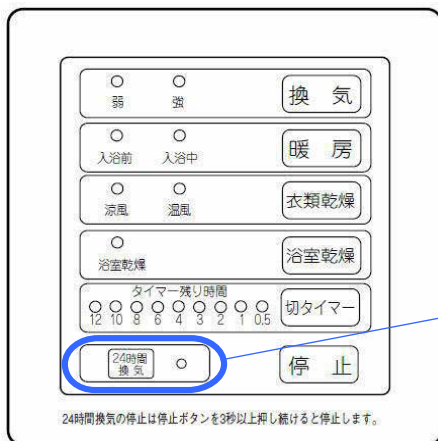 弱 強 換 気
入浴前 入浴中 暖 房
涼風 温風 衣類乾燥
浴室乾燥 浴室乾燥
タイマー残り時間
12 10 8 6 4 3 2 1 0.5 切タイマー
24時間
換 気
停 止
24時間換気の停止は停止ボタンを3秒以上押し続けると停止します。